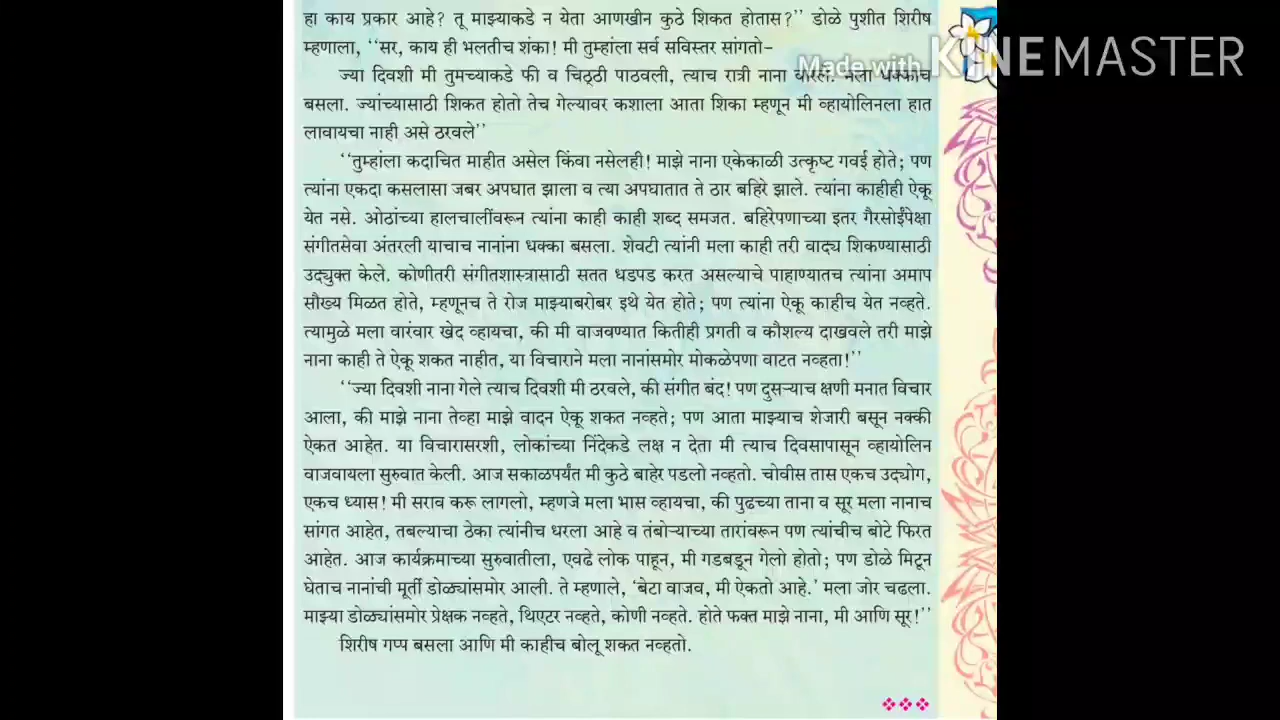 हा काय प्रकार आहे? तू माझ्याकडे न येता आणखीन कुठे शिकत होतास?’’ डोळे पुशीत शिरीष
म्हणाला, ‘‘सर, काय ही भलतीच शंका! मी तुम्हांला सर्व सविस्तर सांगतो-
Made with KINEMASTER
ज्या दिवशी मी तुमच्याकडे फी व चिठ्ठी पाठवली, त्याच रात्री नाना वारले. मला धक्काच
बसला. ज्यांच्यासाठी शिकत होतो तेच गेल्यावर कशाला आता शिका म्हणून मी व्हायोलिनला हात
लावायचा नाही असे ठरवले’’
‘‘तुम्हांला कदाचित माहीत असेल किंवा नसेलही! माझे नाना एकेकाळी उत्कृष्ट गवई होते; पण
त्यांना एकदा कसलासा जबर अपघात झाला व त्या अपघातात ते ठार बहिरे झाले. त्यांना काहीही ऐकू
येत नसे. ओठांच्या हालचालींवरून त्यांना काही काही शब्द समजत. बहिरेपणाच्या इतर गैरसोईंपेक्षा
संगीतसेवा अंतरली याचाच नानांना धक्का बसला. शेवटी त्यांनी मला काही तरी वाद्य शिकण्यासाठी
उद्युक्त केले. कोणीतरी संगीतशास्त्रासाठी सतत धडपड करत असल्याचे पाहाण्यातच त्यांना अमाप
सौख्य मिळत होते, म्हणूनच ते रोज माझ्याबरोबर इथे येत होते; पण त्यांना ऐकू काहीच येत नव्हते.
त्यामुळे मला वारंवार खेद व्हायचा, की मी वाजवण्यात कितीही प्रगती व कौशल्य दाखवले तरी माझे
नाना काही ते ऐकू शकत नाहीत, या विचाराने मला नानांसमोर मोकळेपणा वाटत नव्हता!’’
‘‘ज्या दिवशी नाना गेले त्याच दिवशी मी ठरवले, की संगीत बंद! पण दुसऱ्याच क्षणी मनात विचार
आला, की माझे नाना तेव्हा माझे वादन ऐकू शकत नव्हते; पण आता माझ्याच शेजारी बसून नक्की
ऐकत आहेत. या विचारासरशी, लोकांच्या निंदेकडे लक्ष न देता मी त्याच दिवसापासून व्हायोलिन
वाजवायला सुरुवात केली. आज सकाळपर्यंत मी कुठे बाहेर पडलो नव्हतो. चोवीस तास एकच उद्योग,
एकच ध्यास! मी सराव करू लागलो, म्हणजे मला भास व्हायचा, की पुढच्या ताना व सूर मला नानाच
सांगत आहेत, तबल्याचा ठेका त्यांनीच धरला आहे व तंबोऱ्याच्या तारांवरून पण त्यांचीच बोटे फिरत
आहेत. आज कार्यक्रमाच्या सुरुवातीला, एवढे लोक पाहून, मी गडबडून गेलो होतो; पण डोळे मिटून
घेताच नानांची मूर्ती डोळ्यांसमोर आली. ते म्हणाले, ‘बेटा वाजव, मी ऐकतो आहे.’ मला जोर चढला.
माझ्या डोळ्यांसमोर प्रेक्षक नव्हते, थिएटर नव्हते, कोणी नव्हते. होते फक्त माझे नाना, मी आणि सूर!’’
शिरीष गप्प बसला आणि मी काहीच बोलू शकत नव्हतो.